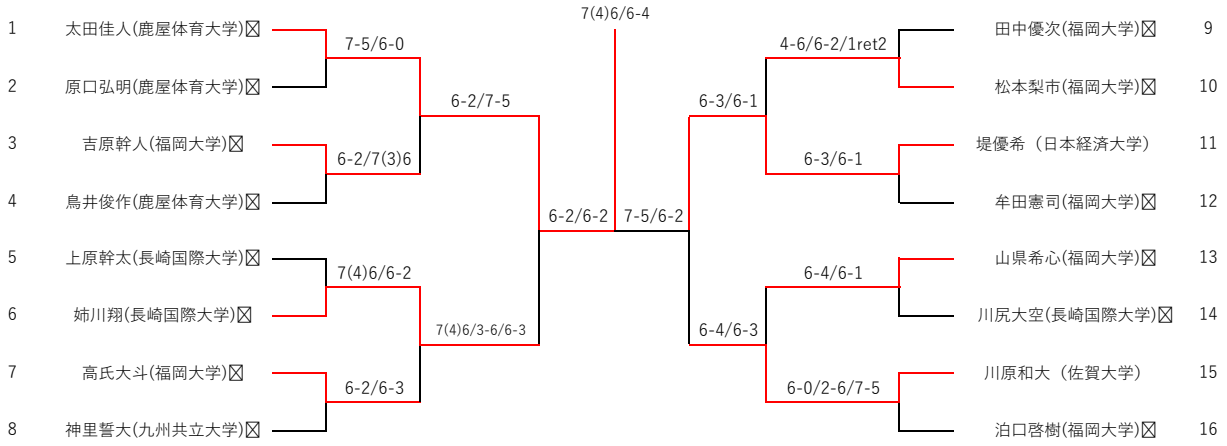 7(4)6/6-4
1 太田佳人(鹿屋体育大学)
7-5/6-0
4-6/6-2/1ret2
田中優次(福岡大学) 9
2 原口弘明(鹿屋体育大学)
6-2/7-5
6-3/6-1
松本梨市(福岡大学) 10
3 吉原幹人(福岡大学)
6-2/7(3)6
6-3/6-1
堤優希（日本経済大学） 11
4 鳥井俊作(鹿屋体育大学)
6-2/6-2
7-5/6-2
牟田憲司(福岡大学) 12
5 上原幹太(長崎国際大学)
7(4)6/6-2
6-4/6-1
山県希心(福岡大学) 13
6 姉川翔(長崎国際大学)
7(4)6/3-6/6-3
6-4/6-3
川尻大空(長崎国際大学) 14
7 高氏大斗(福岡大学)
6-2/6-3
6-0/2-6/7-5
川原和大（佐賀大学） 15
8 神里誓大(九州共立大学)
泊口啓樹(福岡大学) 16